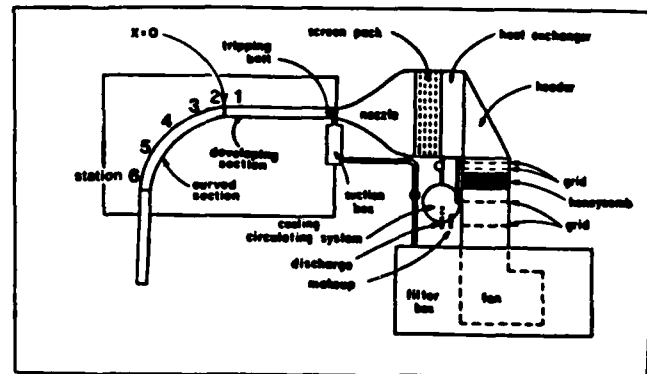 X=0
tripping
bolt
screen pack
heat exchanger
header
nozzle
1
2
3
4
5
station 6
developing
section
curved
section
suction
box
cooling
circulating system
discharge
makeup
grid
honeycomb
grid
filter
box
fan